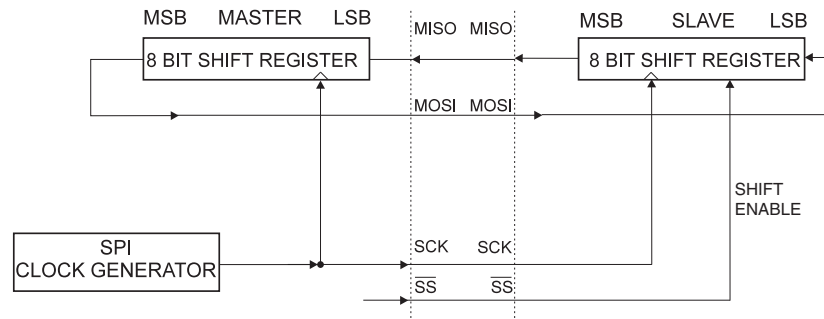 MSB MASTER LSB
MISO MISO
MSB SLAVE LSB
8 BIT SHIFT REGISTER
8 BIT SHIFT REGISTER
MOSI MOSI
SHIFT
ENABLE
SPI
CLOCK GENERATOR
SCK SCK
SS SS